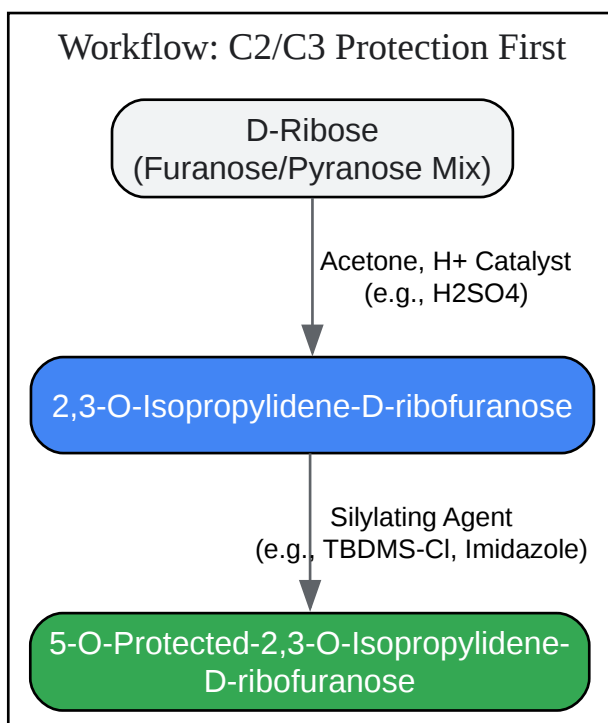 Workflow: C2/C3 Protection First
D-Ribose
(Furanose/Pyranose Mix)
Acetone, H+ Catalyst
(e.g., H2SO4)
2,3-O-Isopropylidene-D-ribofuranose
Silylating Agent
(e.g., TBDMS-Cl, Imidazole)
5-O-Protected-2,3-O-Isopropylidene-
D-ribofuranose